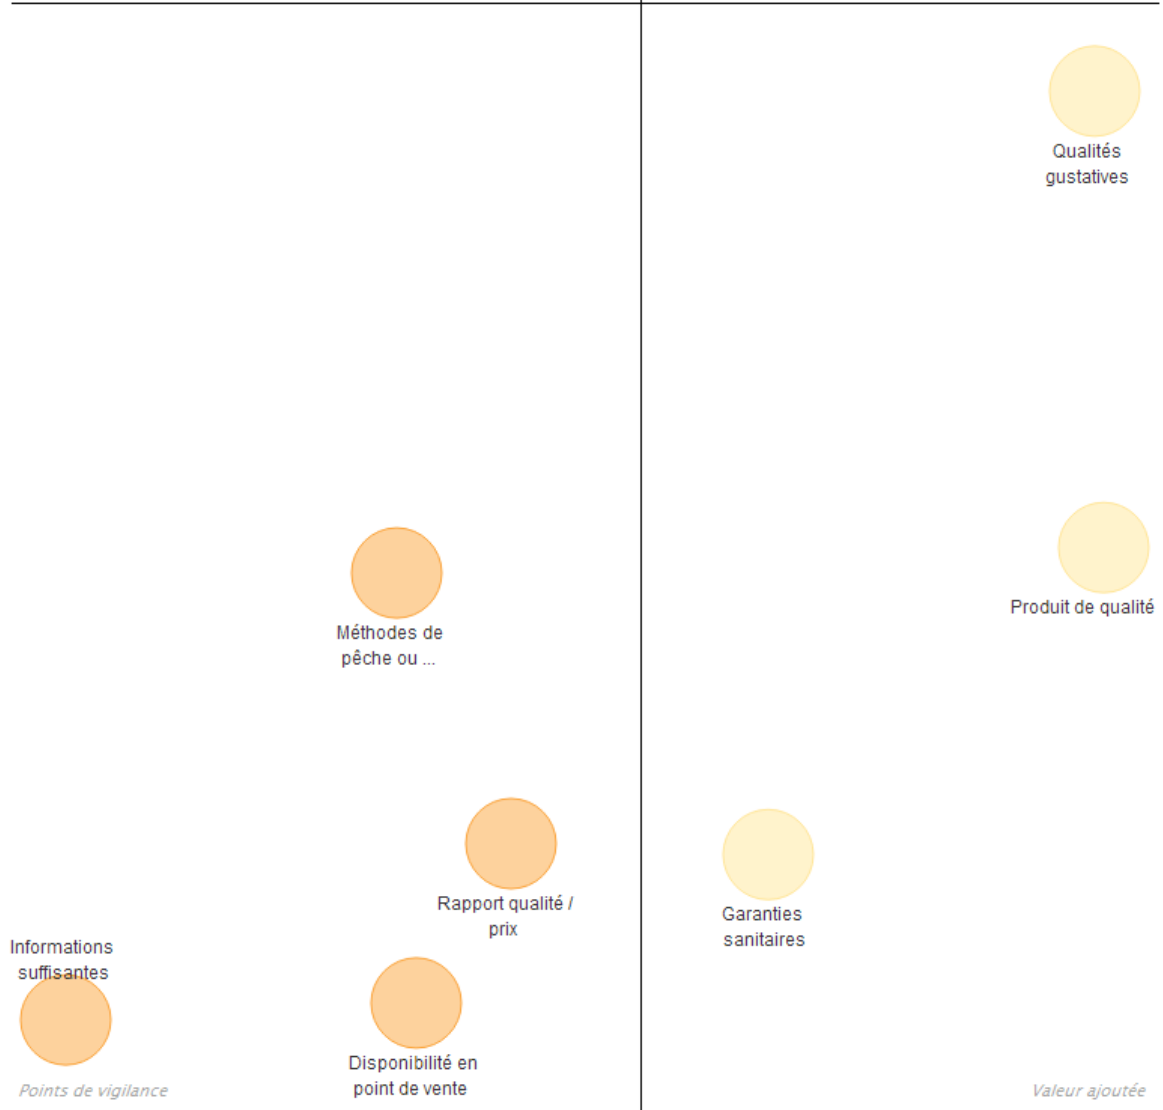 Qualités
gustatives
Produit de qualité
Méthodes de
pêche ou ...
Rapport qualité /
prix
Garanties
sanitaires
Informations
suffisantes
Disponibilité en
point de vente
Points de vigilance
Valeur ajoutée